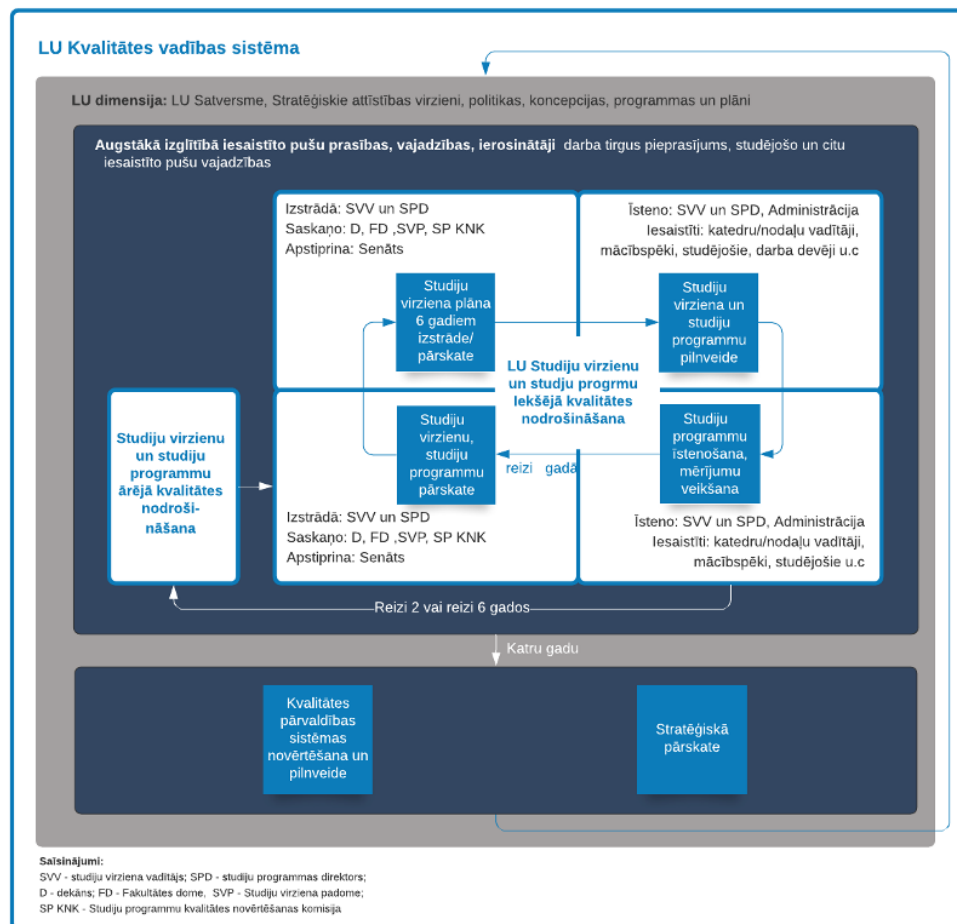 LU Kvalitātes vadības sistēma
LU dimensija: LU Satversme, Stratēģiskie attīstības virzieni, politikas, koncepcijas, programmas un plāni
Augstākā izglītībā iesaistīto pušu prasības, vajadzības, ierosinātāji darba tirgus pieprasījums, studējošo un citu
iesaistīto pušu vajadzības
Izstrādā: SVV un SPD
Saskaņo: D, FD ,SVP, SP KNK
Apstiprina: Senāts
Īsteno: SVV un SPD, Administrācija
Iesaistīti: katedru/nodaļu vadītāji,
mācībspēki, studējošie, darba devēji u.c
Studiju
virziena plāna
6 gadiem
izstrāde/
pārskate
Studiju
virziena un
studiju
programmu
pilnveide
LU Studiju virzienu
un studju progrmu
Iekšējā kvalitātes
nodrošināšana
Studiju virzienu
un studiju
programmu
ārējā kvalitātes
nodroši-
nāšana
Studiju
virzienu,
studiju
programmu
pārskate
reizi gadā
Studiju
programmu
īstenošana,
mērījumu
veikšana
Izstrādā: SVV un SPD
Saskaņo: D, FD ,SVP, SP KNK
Apstiprina: Senāts
Īsteno: SVV un SPD, Administrācija
Iesaistīti: katedru/nodaļu vadītāji,
mācībspēki, studējošie u.c
Reizi 2 vai reizi 6 gados
Katru gadu
Kvalitātes
pārvaldības
sistēmas
novērtēšana un
pilnveide
Stratēģiskā
pārskate
Saīsinājumi:
SVV - studiju virziena vadītājs; SPD - studiju programmas direktors;
D - dekāns; FD - Fakultātes dome, SVP - Studiju virziena padome;
SP KNK - Studiju programmu kvalitātes novērtēšanas komisija